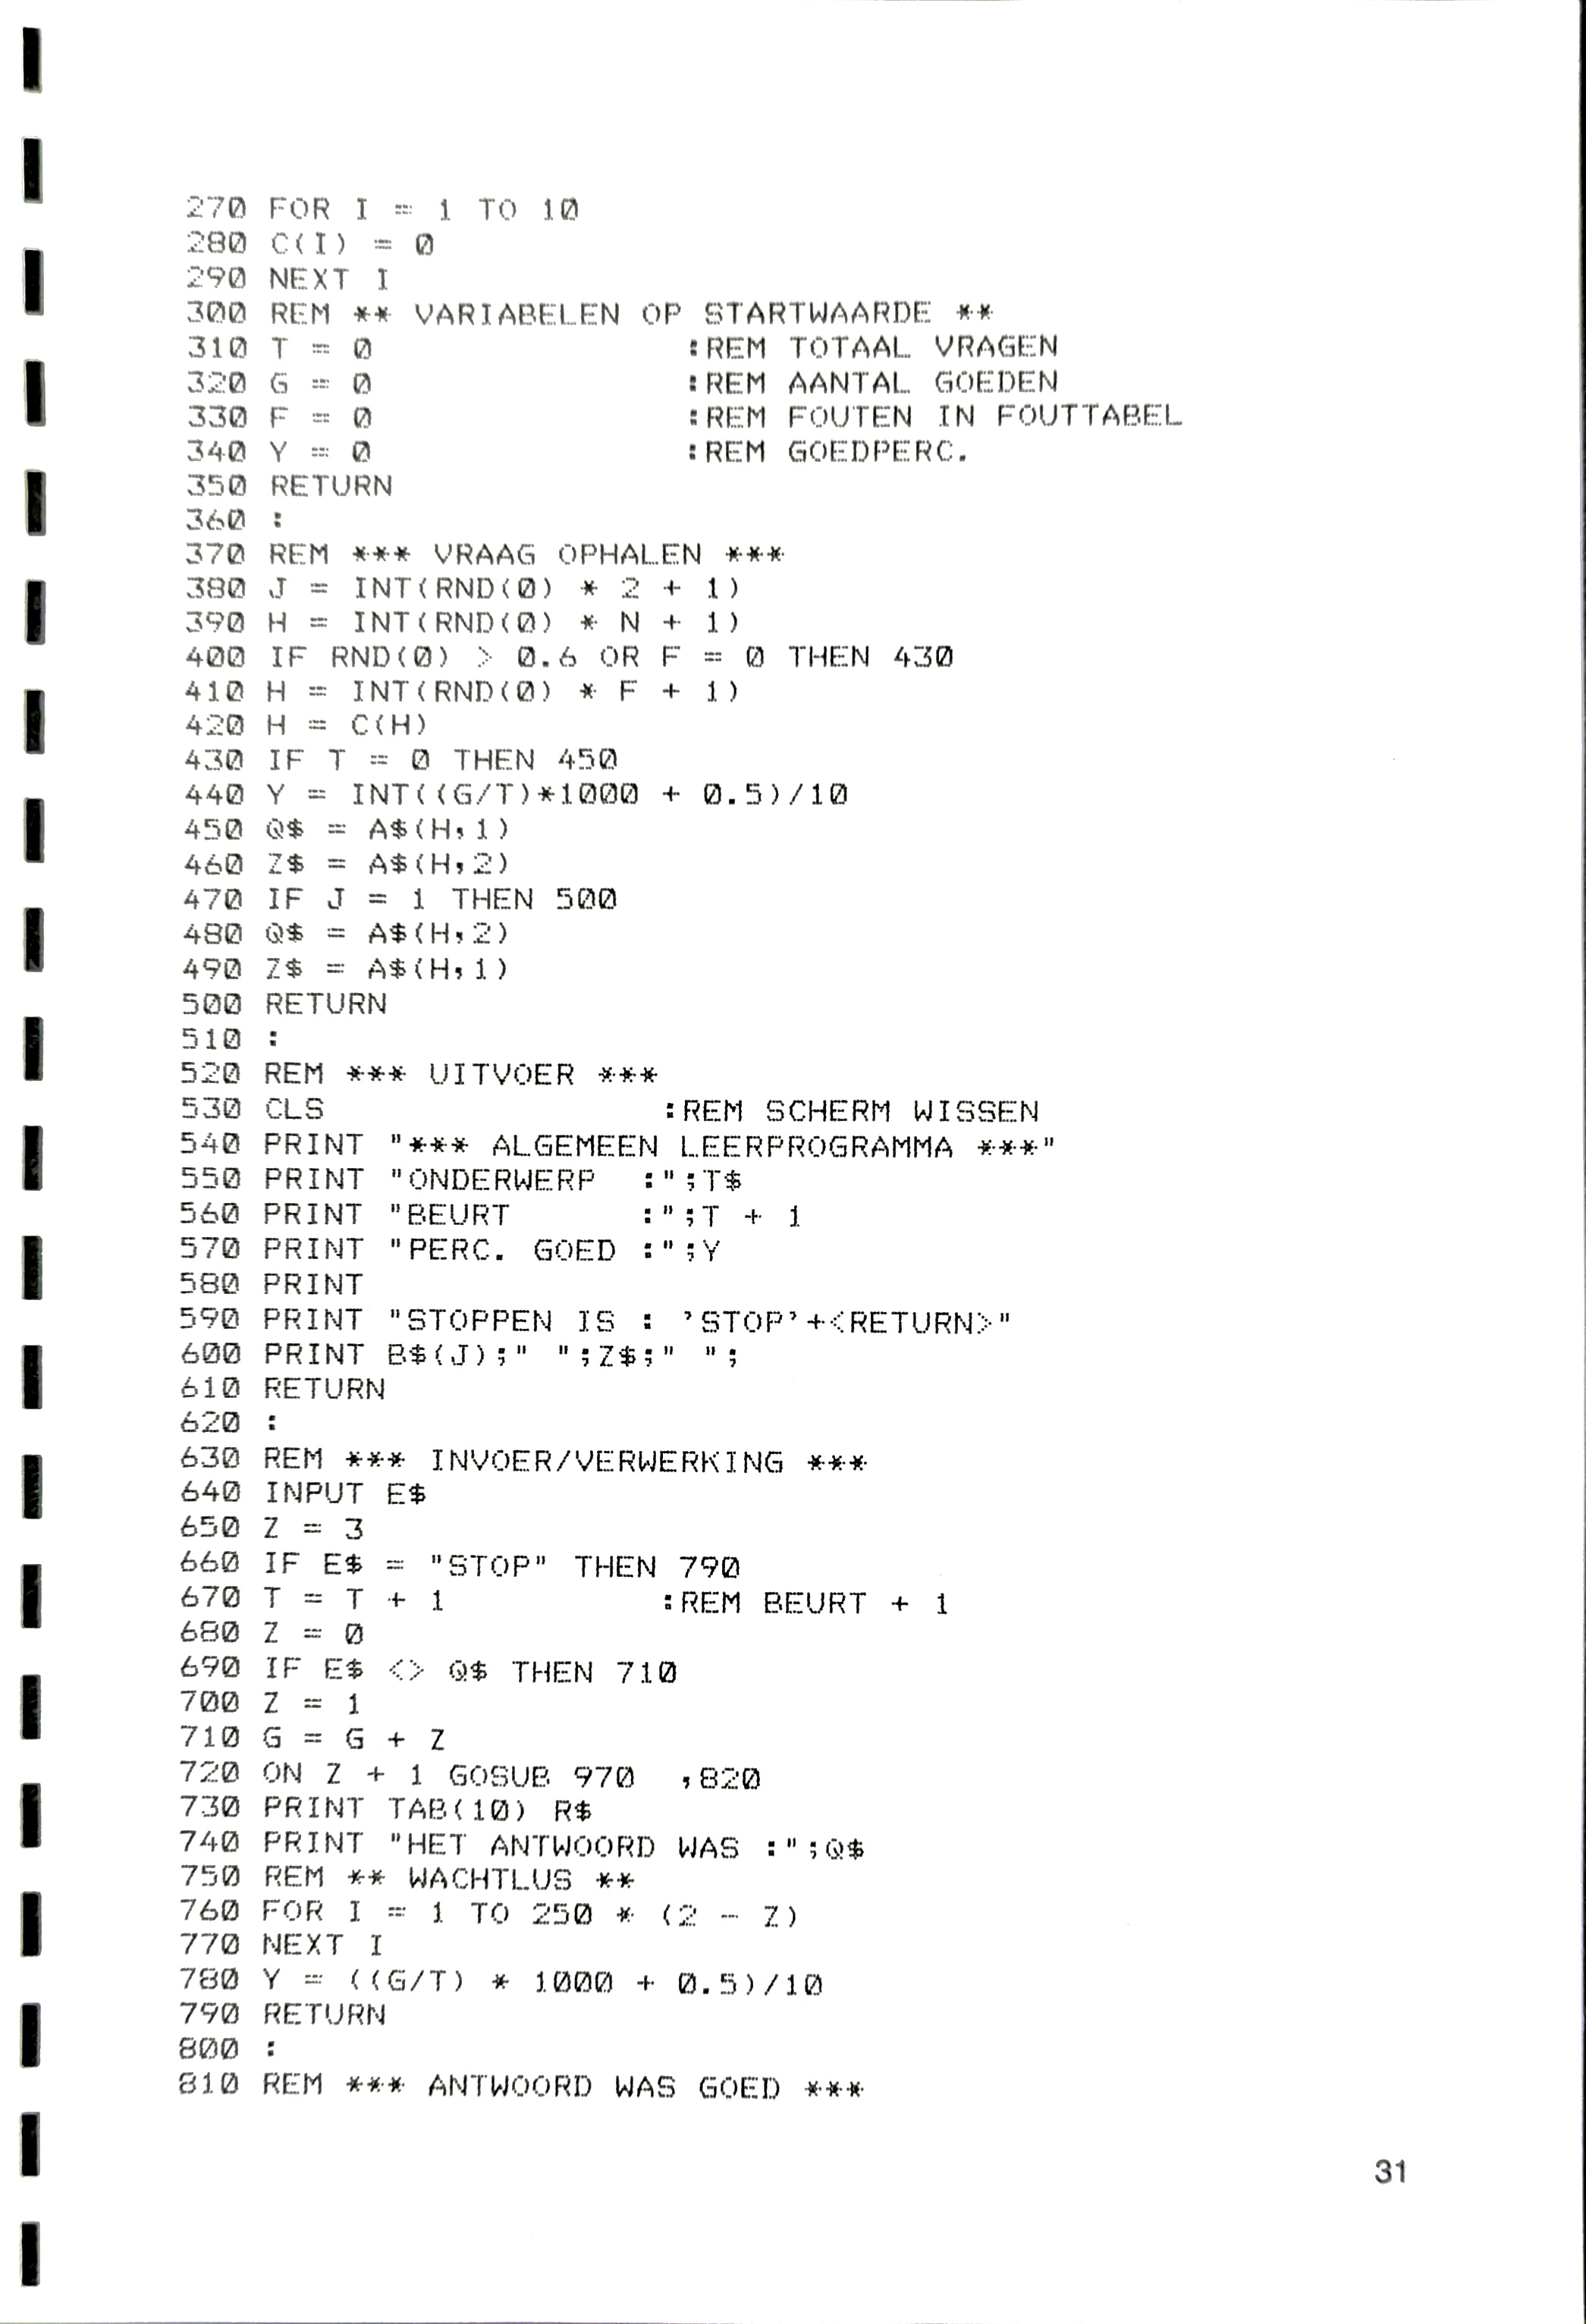 270 FOR I = 1 TO 10
280 C(I) = 0
290 NEXT I
300 REM ** VARIABELEN OP STARTWAARDE **
310 T = 0                :REM TOTAAL VRAGEN
320 G = 0                :REM AANTAL GOEDEN
330 F = 0                :REM FOUTEN IN FOUTTABEL
340 Y = 0                :REM GOEDPERC.
350 RETURN
360 :
370 REM *** VRAAG OPHALEN ***
380 J = INT(RND(0) * 2 + 1)
390 H = INT(RND(0) * N + 1)
400 IF RND(0) > 0.6 OR F = 0 THEN 430
410 H = INT(RND(0) * F + 1)
420 H = C(H)
430 IF T = 0 THEN 450
440 Y = INT((G/T)*1000 + 0.5)/10
450 Q$ = A$(H,1)
460 Z$ = A$(H,2)
470 IF J = 1 THEN 500
480 Q$ = A$(H,2)
490 Z$ = A$(H,1)
500 RETURN
510 :
520 REM *** UITVOER ***
530 CLS                :REM SCHERM WISSEN
540 PRINT "*** ALGEMEEN LEERPROGRAMMA ***"
550 PRINT "ONDERWERP  :";T$
560 PRINT "BEURT      :";T + 1
570 PRINT "PERC. GOED :";Y
580 PRINT
590 PRINT "STOPPEN IS : 'STOP'+<RETURN>"
600 PRINT B$(J);" ";Z$;" ";
610 RETURN
620 :
630 REM *** INVOER/VERWERKING ***
640 INPUT E$
650 Z = 3
660 IF E$ = "STOP" THEN 790
670 T = T + 1          :REM BEURT + 1
680 Z = 0
690 IF E$ <> Q$ THEN 710
700 Z = 1
710 G = G + Z
720 ON Z + 1 GOSUB 970  ,820
730 PRINT TAB(10) R$
740 PRINT "HET ANTWOORD WAS :";Q$
750 REM ** WACHTLUS **
760 FOR I = 1 TO 250 * (2 - Z)
770 NEXT I
780 Y = ((G/T) * 1000 + 0.5)/10
790 RETURN
800 :
810 REM *** ANTWOORD WAS GOED ***
31